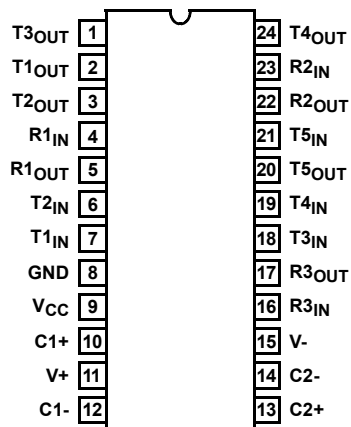 T3OUT 1 24 T4OUT
T1OUT 2 23 R2IN
T2OUT 3 22 R2OUT
R1IN 4 21 T5IN
R1OUT 5 20 T5OUT
T2IN 6 19 T4IN
T1IN 7 18 T3IN
GND 8 17 R3OUT
VCC 9 16 R3IN
C1+ 10 15 V-
V+ 11 14 C2-
C1- 12 13 C2+